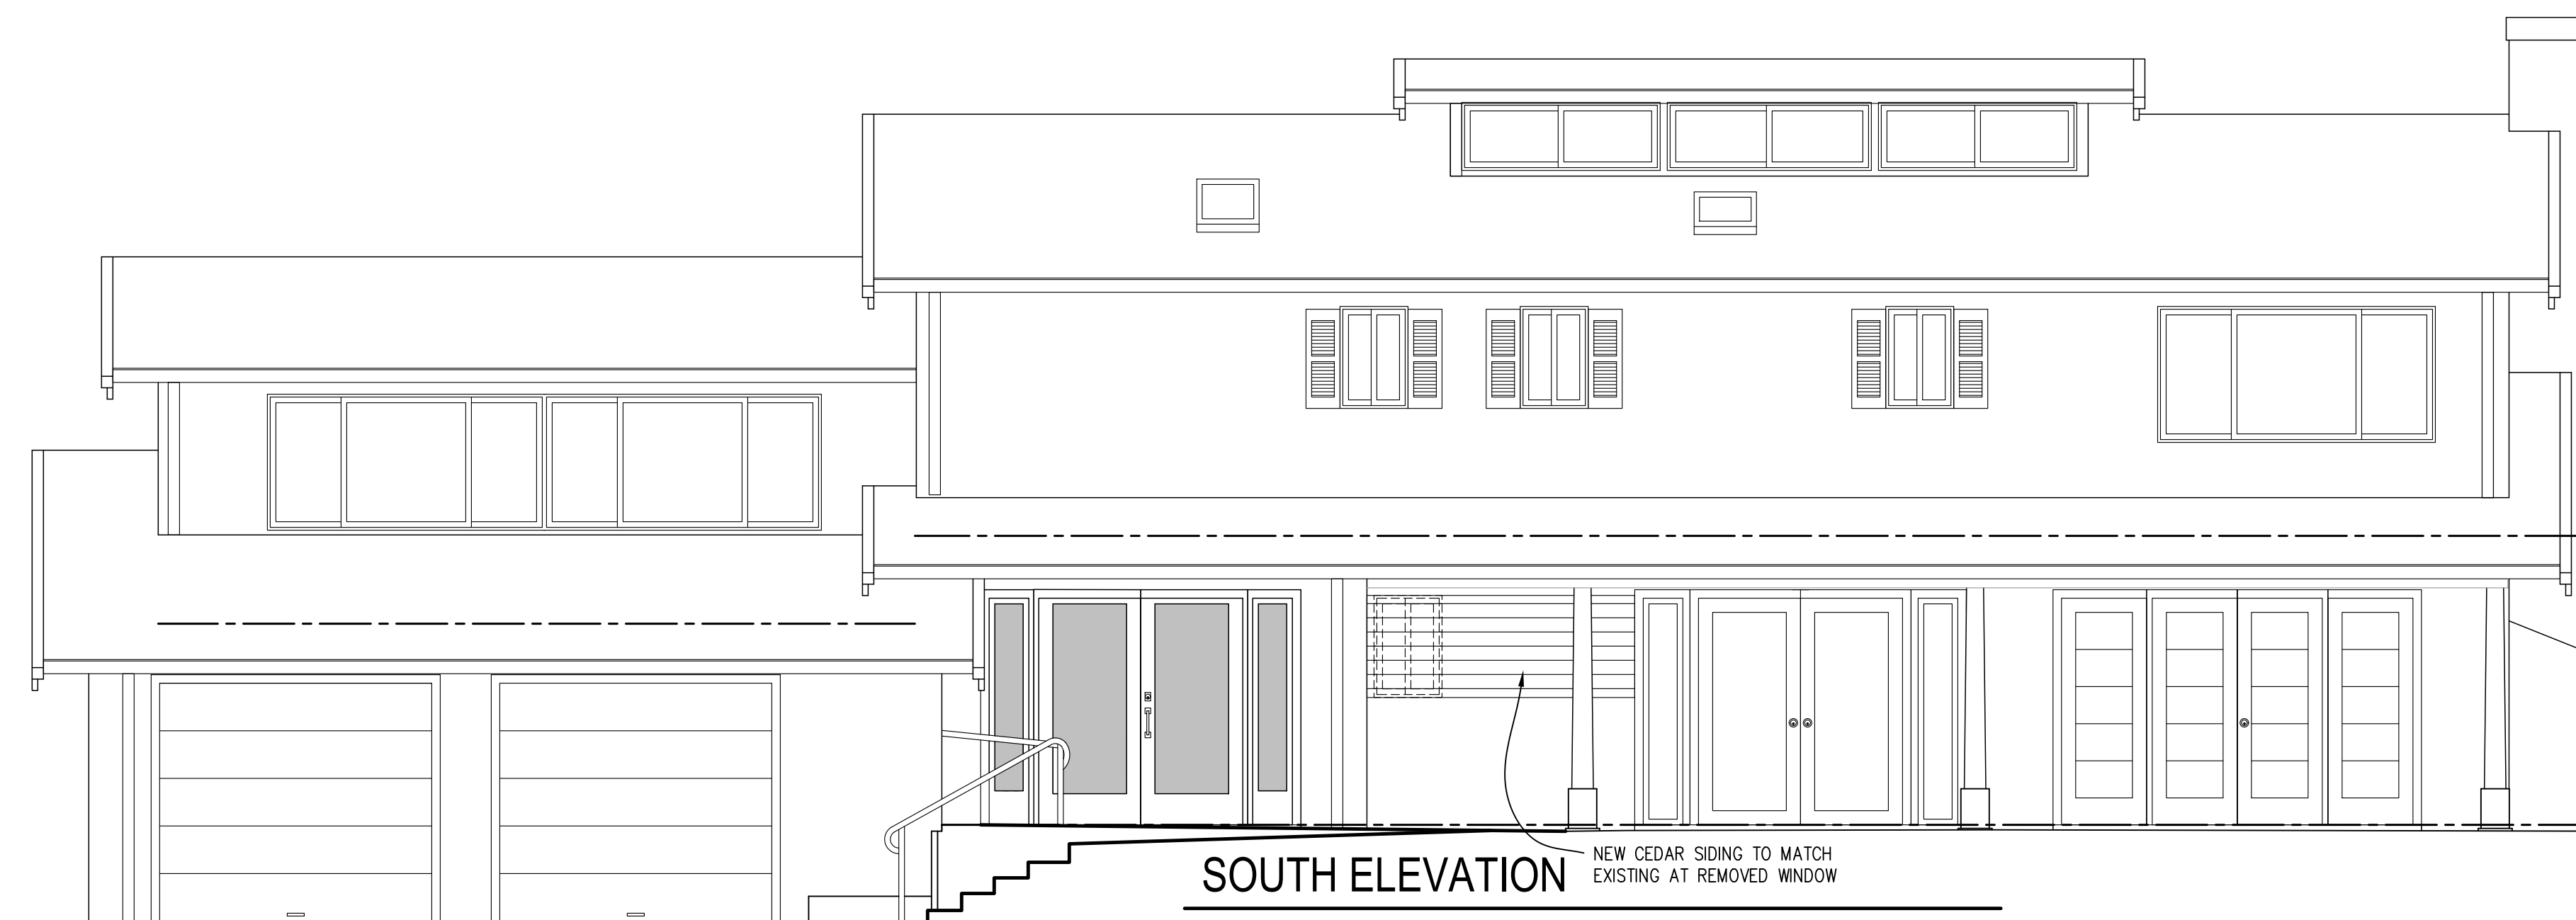 SOUTH ELEVATION
NEW CEDAR SIDING TO MATCH
EXISTING AT REMOVED WINDOW